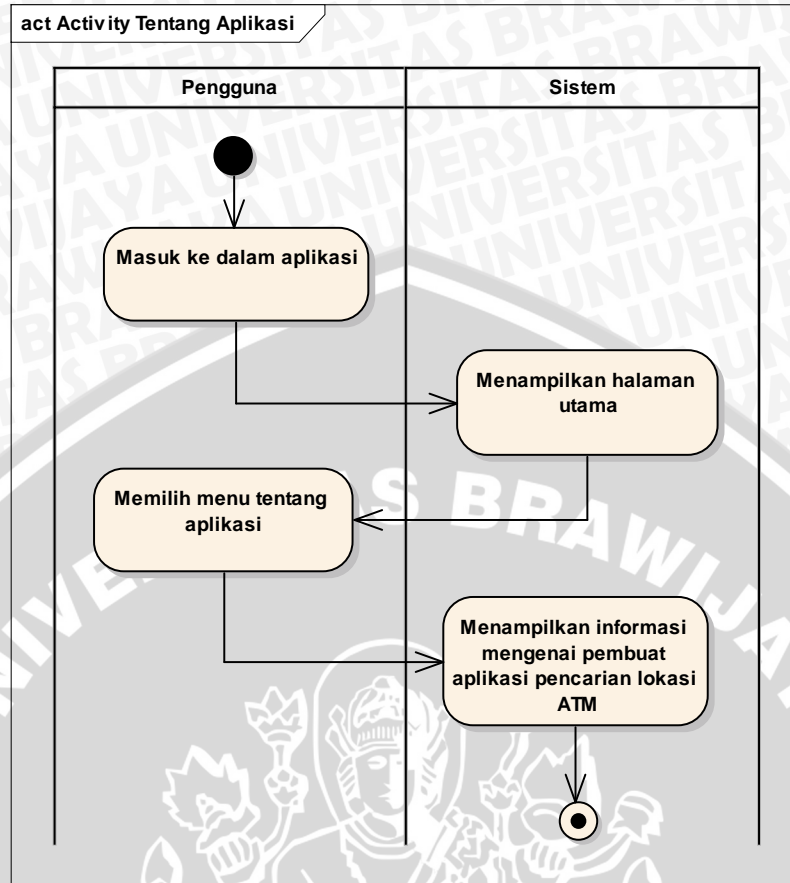 act Activity Tentang Aplikasi
Pengguna
Sistem
Masuk ke dalam aplikasi
Menampilkan halaman
utama
Memilih menu tentang
aplikasi
Menampilkan informasi
mengenai pembuat
aplikasi pencarian lokasi
ATM